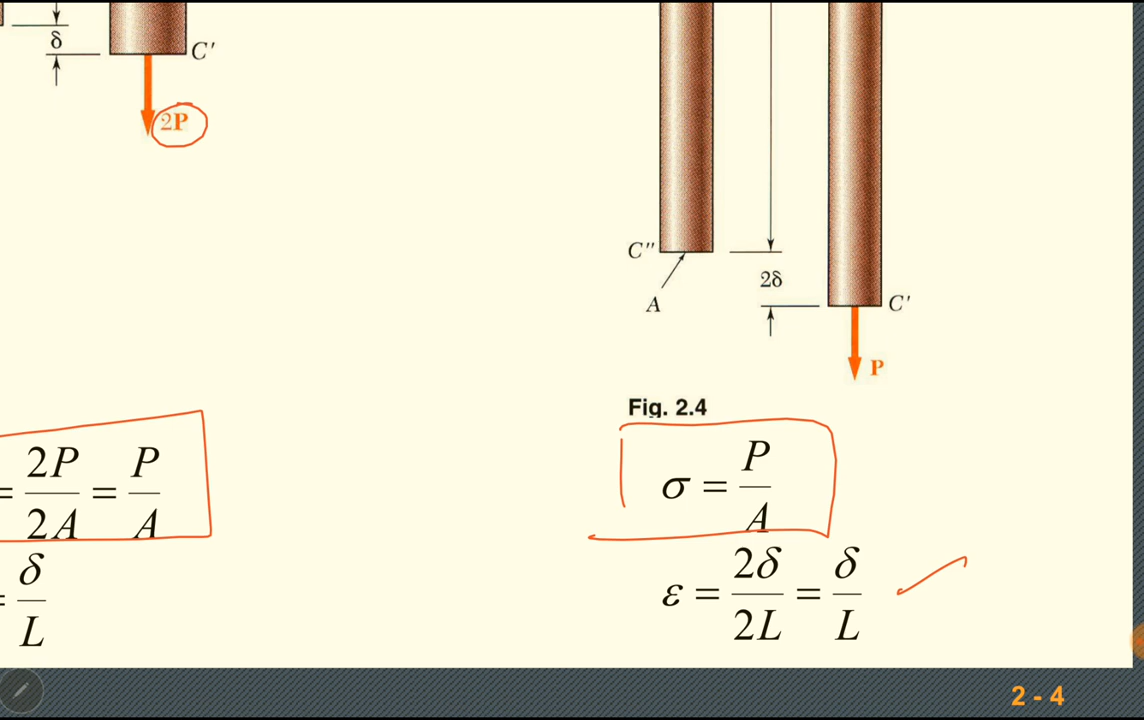 δ
C'
2P
C"
A
2δ
C'
P
Fig. 2.4
= 2P/2A = P/A
= δ/L
σ = P/A
ε = 2δ/2L = δ/L
2 - 4